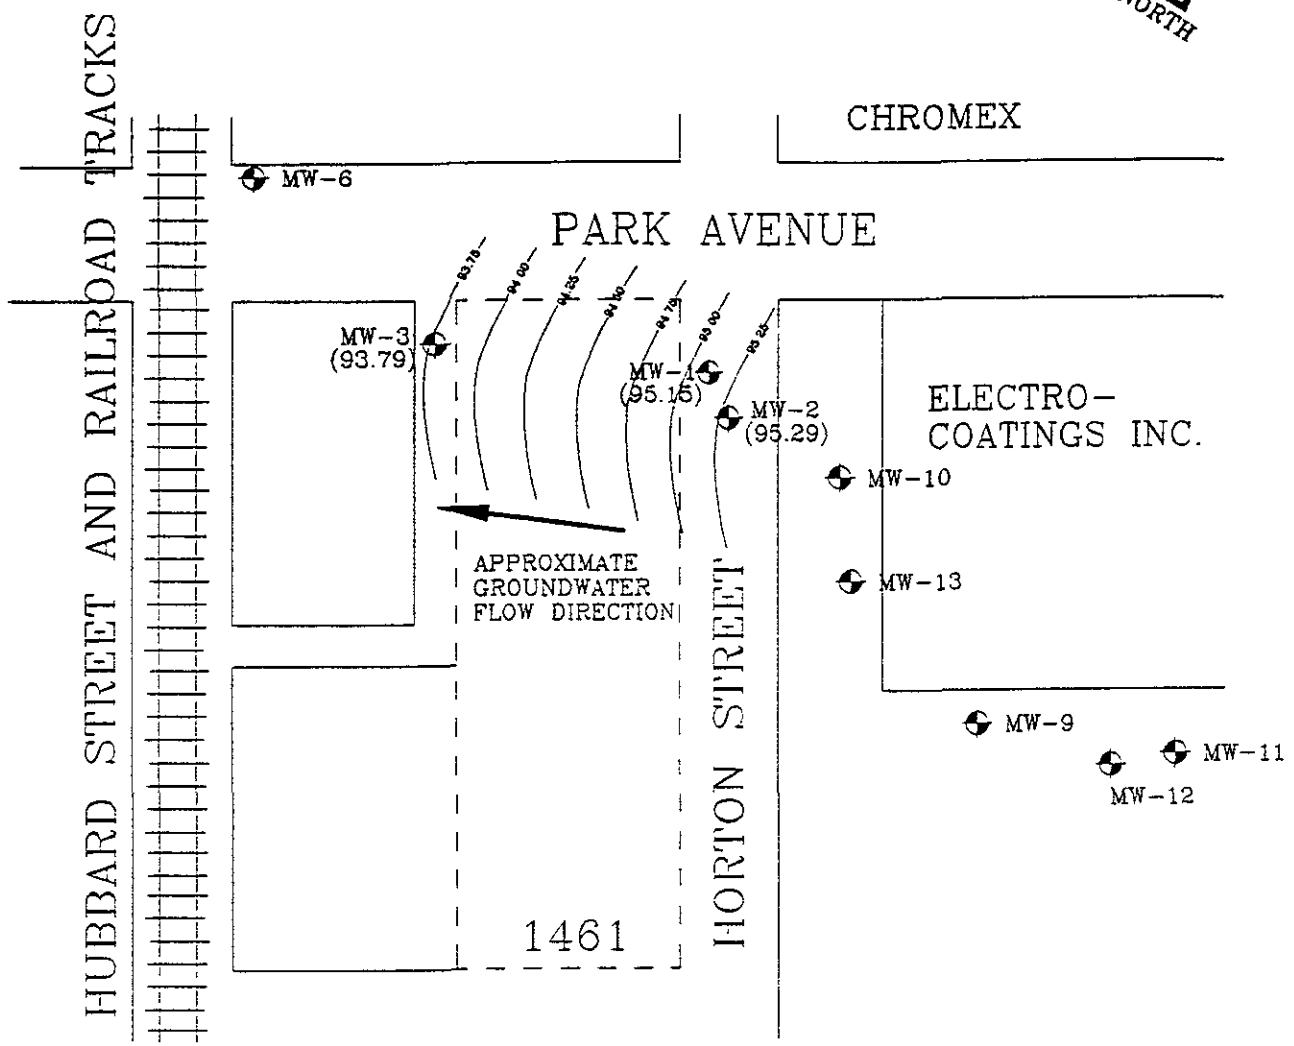 NORTH
HUBBARD STREET AND RAILROAD TRACKS
CHROMEX
MW-6
PARK AVENUE
93.75
94.00
94.25
94.50
94.75
95.00
95.25
MW-3
(93.79)
MW-1
(95.15)
MW-2
(95.29)
ELECTRO-
COATINGS INC.
MW-10
APPROXIMATE
GROUNDWATER
FLOW DIRECTION
MW-13
HORTON STREET
MW-9
MW-11
MW-12
1461